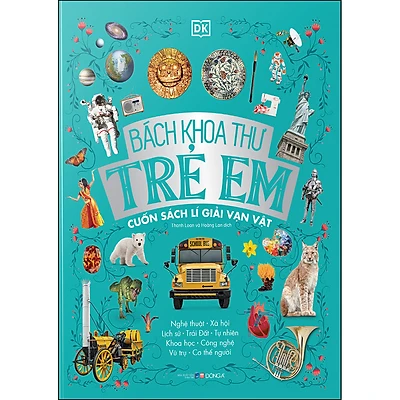 DK
BÁCH KHOA THƯ
TRẺ EM
CUỐN SÁCH LÍ GIẢI VẠN VẬT
Thanh Loan và Hoàng Lan dịch
SCHOOL BUS
Nghệ thuật · Xã hội
Lịch sử · Trái Đất · Tự nhiên
Khoa học · Công nghệ
Vũ trụ · Cơ thể người
ĐÔNG A